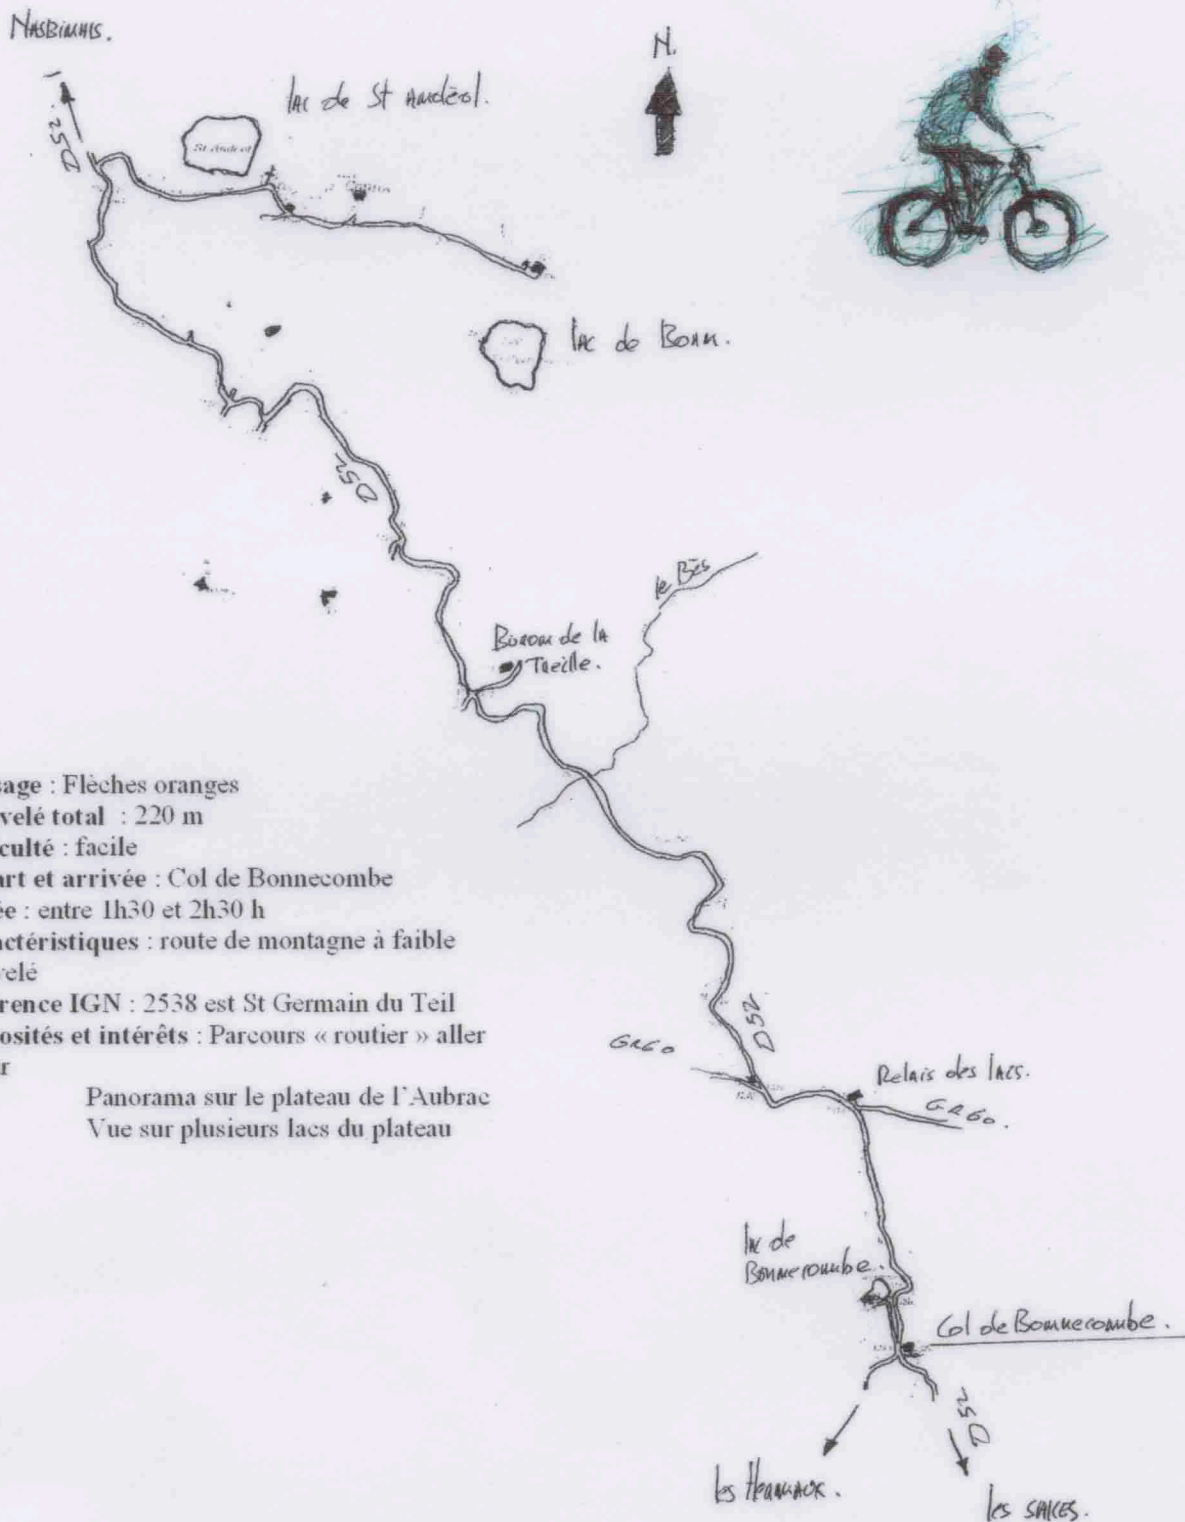 NASBINALS.
N.
lac de St Andéol.
St Andéol
D52
lac de Born.
D52
le Bès
Buron de la
Treille.
sage : Flèches oranges
velé total : 220 m
culté : facile
art et arrivée : Col de Bonnecombe
ée : entre 1h30 et 2h30 h
actéristiques : route de montagne à faible
velé
rence IGN : 2538 est St Germain du Teil
osités et intérêts : Parcours « routier » aller
r
Panorama sur le plateau de l'Aubrac
Vue sur plusieurs lacs du plateau
D52
GR60
Relais des lacs.
GR60.
lac de
Bonnecombe.
Col de Bonnecombe.
D52
les Hermaux.
les SALCES.